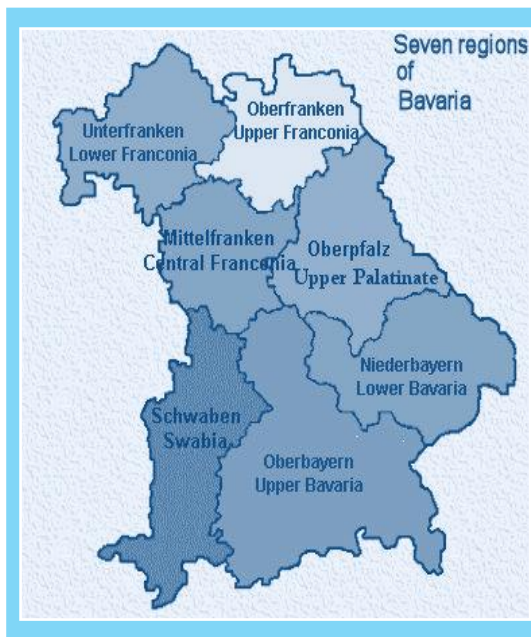 Seven regions
of
Bavaria
Oberfranken
Upper Franconia
Unterfranken
Lower Franconia
Mittelfranken
Central Franconia
Oberpfalz
Upper Palatinate
Niederbayern
Lower Bavaria
Schwaben
Swabia
Oberbayern
Upper Bavaria